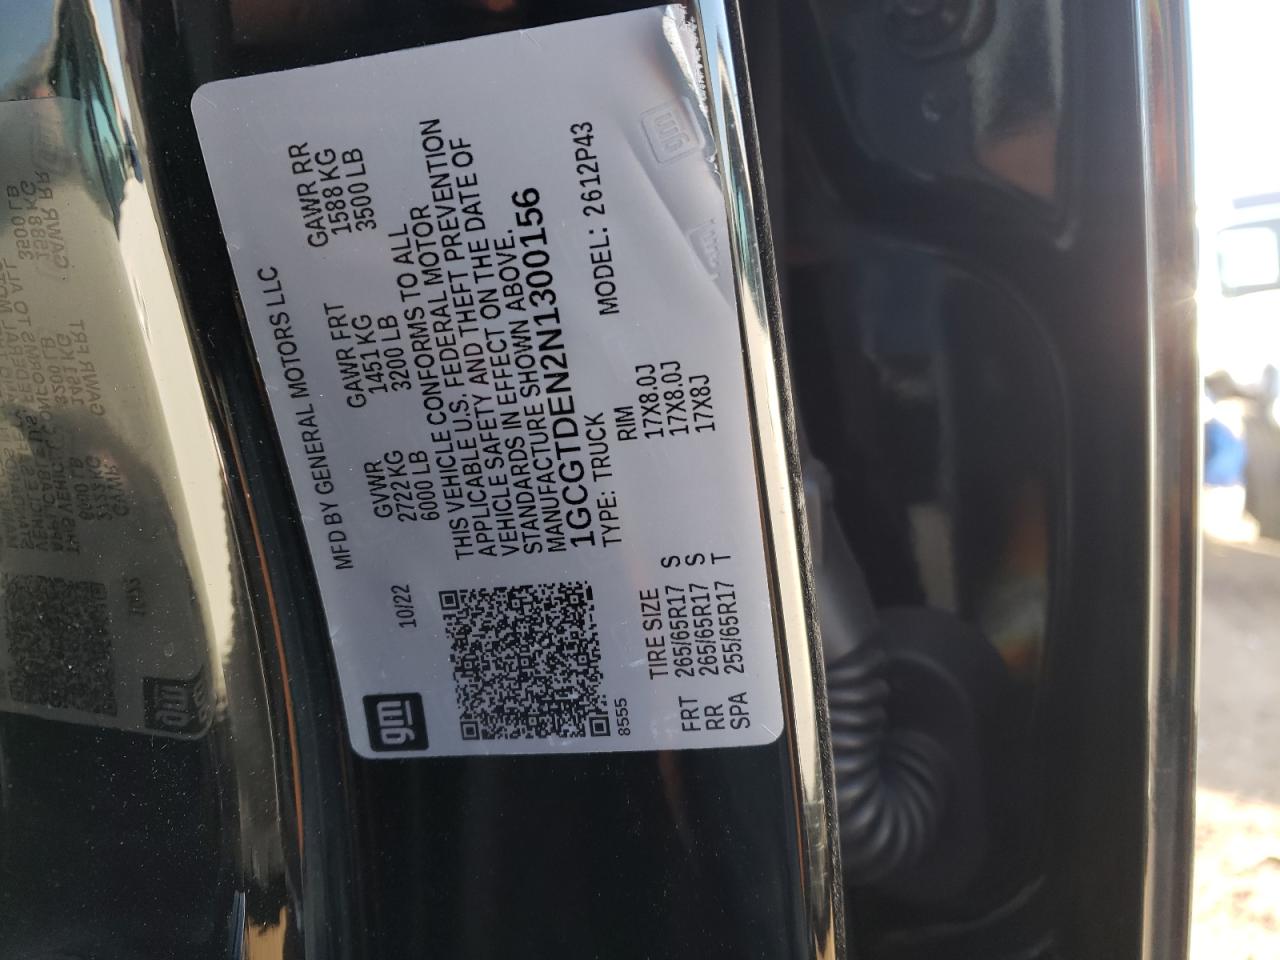 gm
10/22
MFD BY GENERAL MOTORS LLC
GVWR GAWR FRT GAWR RR
2722 KG 1451 KG 1588 KG
6000 LB 3200 LB 3500 LB
THIS VEHICLE CONFORMS TO ALL
APPLICABLE U.S. FEDERAL MOTOR
VEHICLE SAFETY AND THEFT PREVENTION
STANDARDS IN EFFECT ON THE DATE OF
MANUFACTURE SHOWN ABOVE.
1GCGTDEN2N1300156
TYPE: TRUCK MODEL: 2612P43
8555
TIRE SIZE RIM
FRT 265/65R17 S 17X8.0J
RR 265/65R17 S 17X8.0J
SPA 255/65R17 T 17X8J
gm